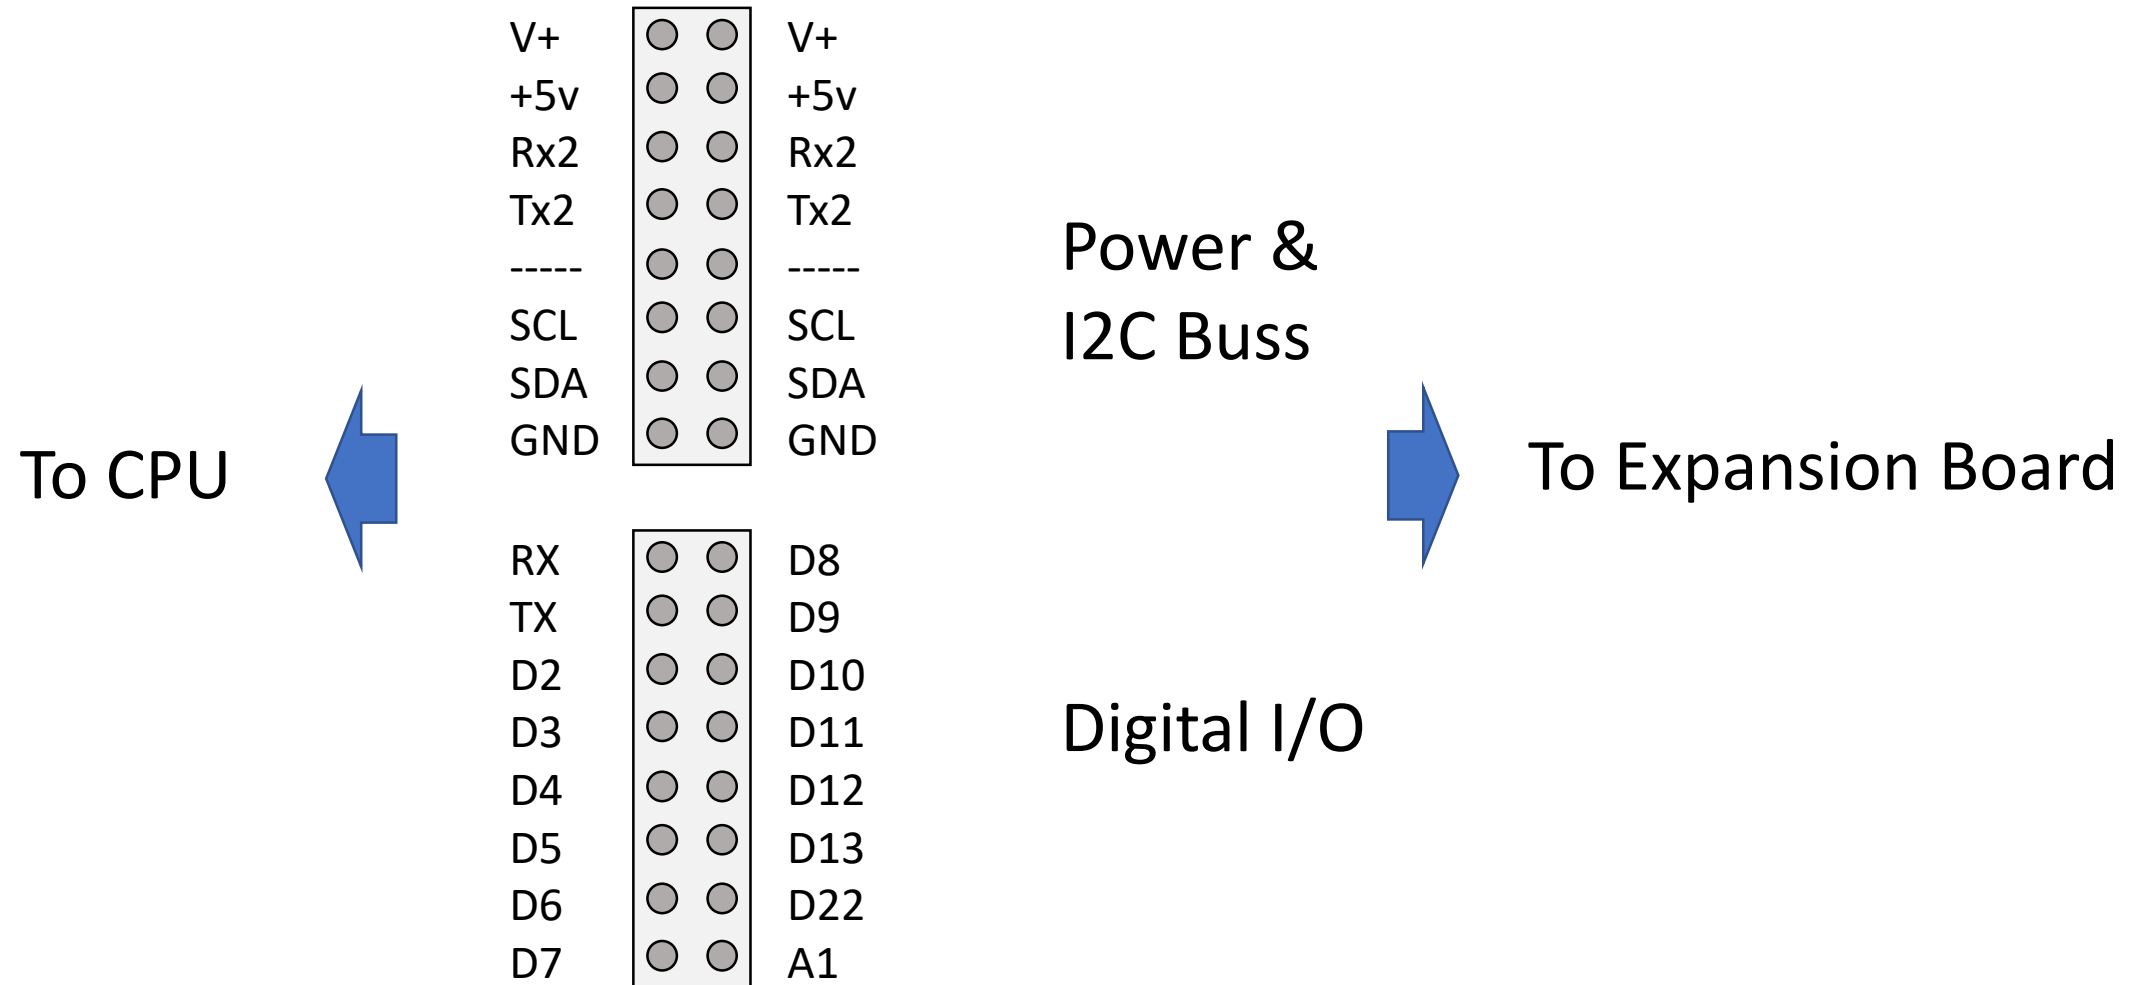 V+ V+
+5v +5v
Rx2 Rx2
Tx2 Tx2
----- -----
SCL SCL
SDA SDA
GND GND
Power &
I2C Buss
To CPU
To Expansion Board
RX D8
TX D9
D2 D10
D3 D11
D4 D12
D5 D13
D6 D22
D7 A1
Digital I/O